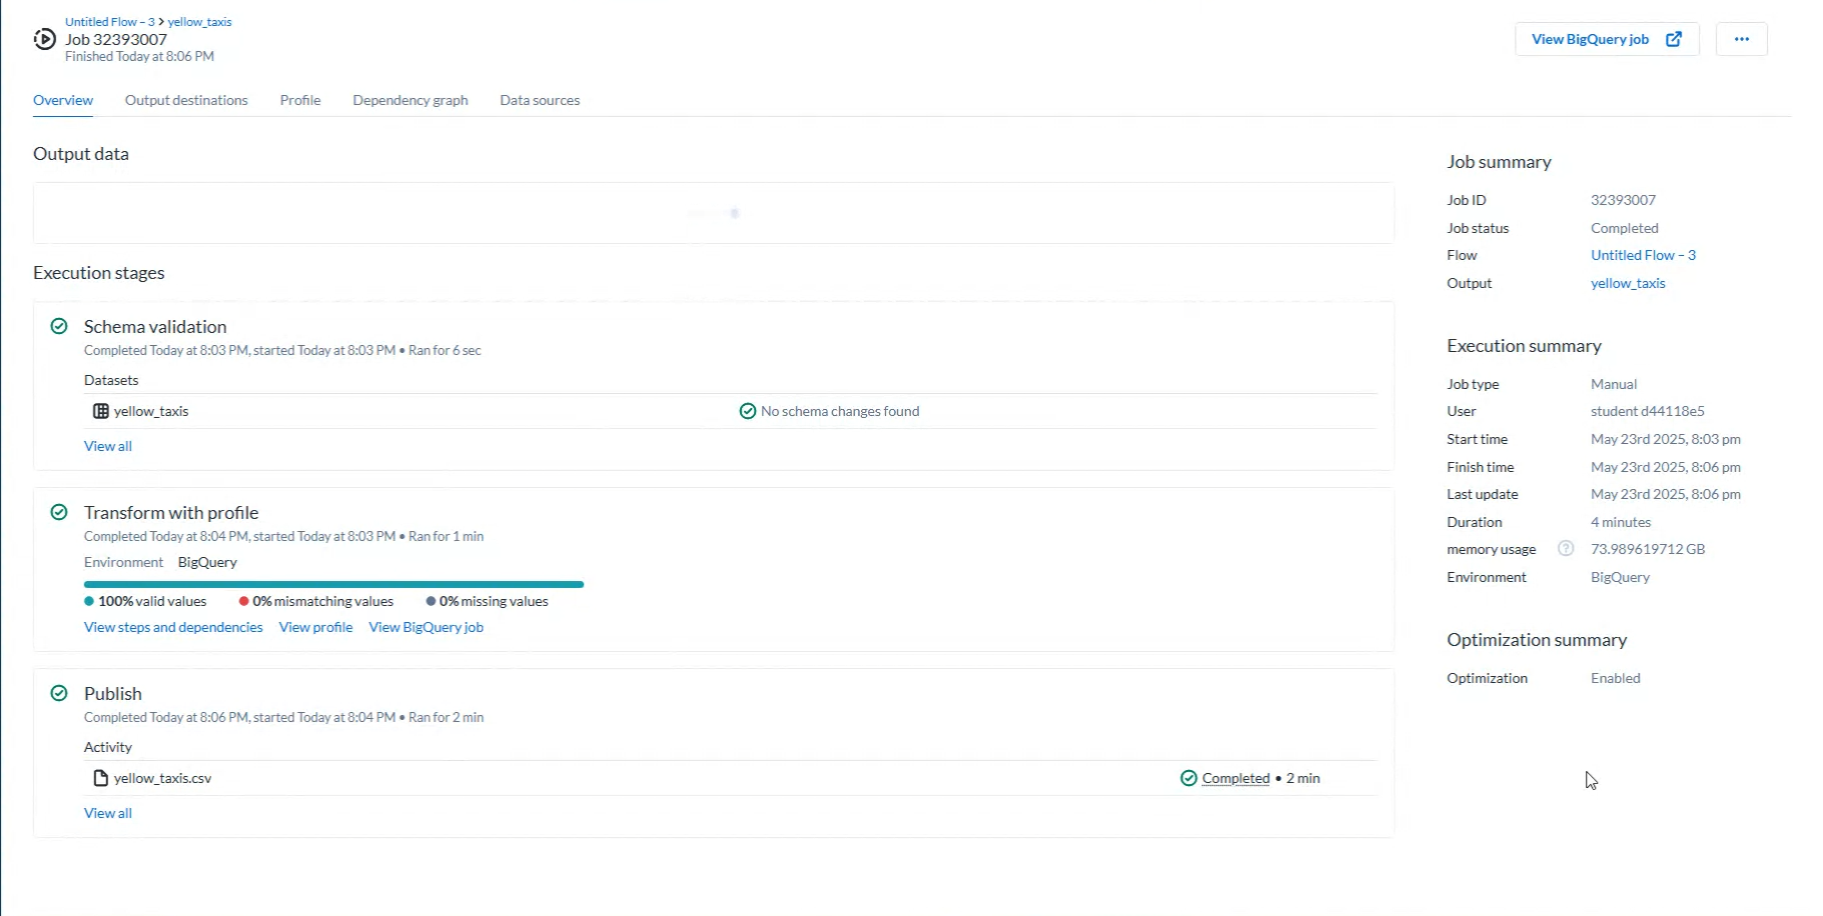 Untitled Flow – 3 > yellow_taxis
Job 32393007
Finished Today at 8:06 PM
View BigQuery job
Overview Output destinations Profile Dependency graph Data sources
Output data
Execution stages
Schema validation
Completed Today at 8:03 PM, started Today at 8:03 PM • Ran for 6 sec
Datasets
yellow_taxis No schema changes found
View all
Transform with profile
Completed Today at 8:04 PM, started Today at 8:03 PM • Ran for 1 min
Environment BigQuery
100% valid values 0% mismatching values 0% missing values
View steps and dependencies View profile View BigQuery job
Publish
Completed Today at 8:06 PM, started Today at 8:04 PM • Ran for 2 min
Activity
yellow_taxis.csv Completed • 2 min
View all
Job summary
Job ID 32393007
Job status Completed
Flow Untitled Flow – 3
Output yellow_taxis
Execution summary
Job type Manual
User student d44118e5
Start time May 23rd 2025, 8:03 pm
Finish time May 23rd 2025, 8:06 pm
Last update May 23rd 2025, 8:06 pm
Duration 4 minutes
memory usage ? 73.989619712 GB
Environment BigQuery
Optimization summary
Optimization Enabled